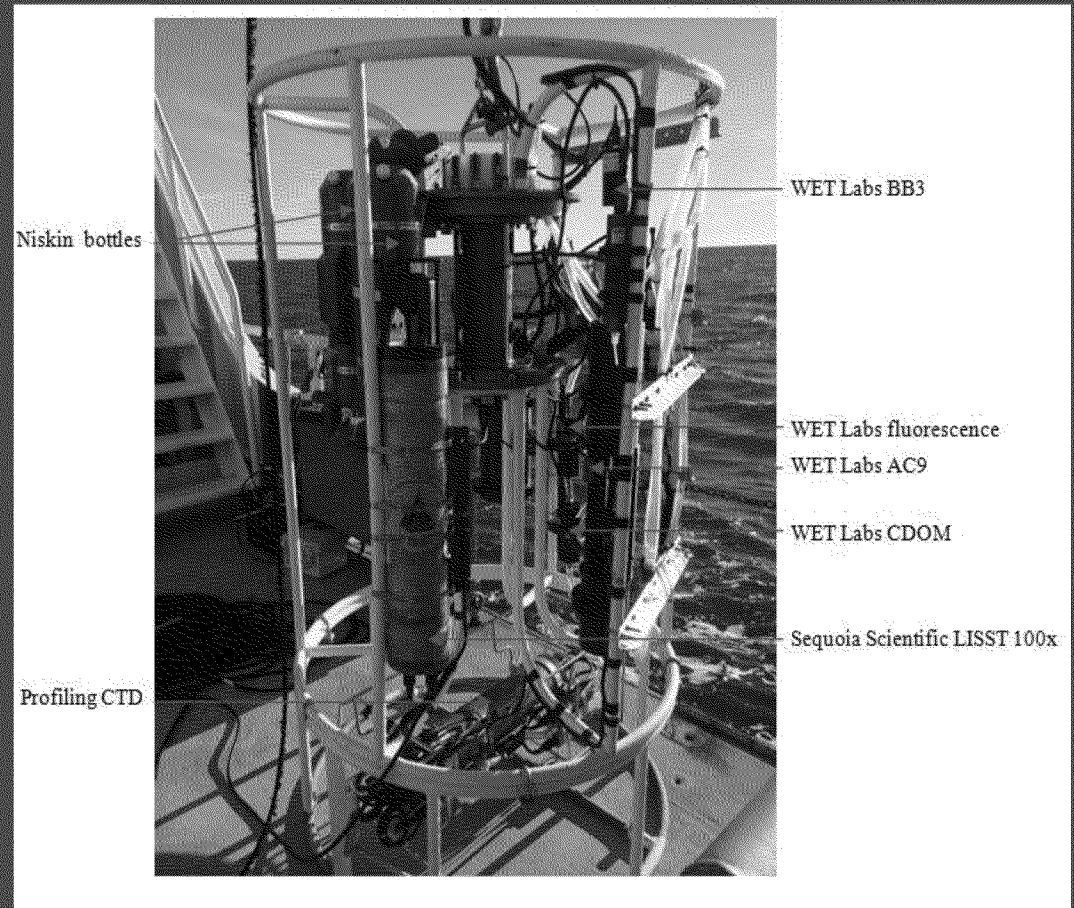 WET Labs BB3
Niskin bottles
WET Labs fluorescence
WET Labs AC9
WET Labs CDOM
Sequoia Scientific LISST 100x
Profiling CTD